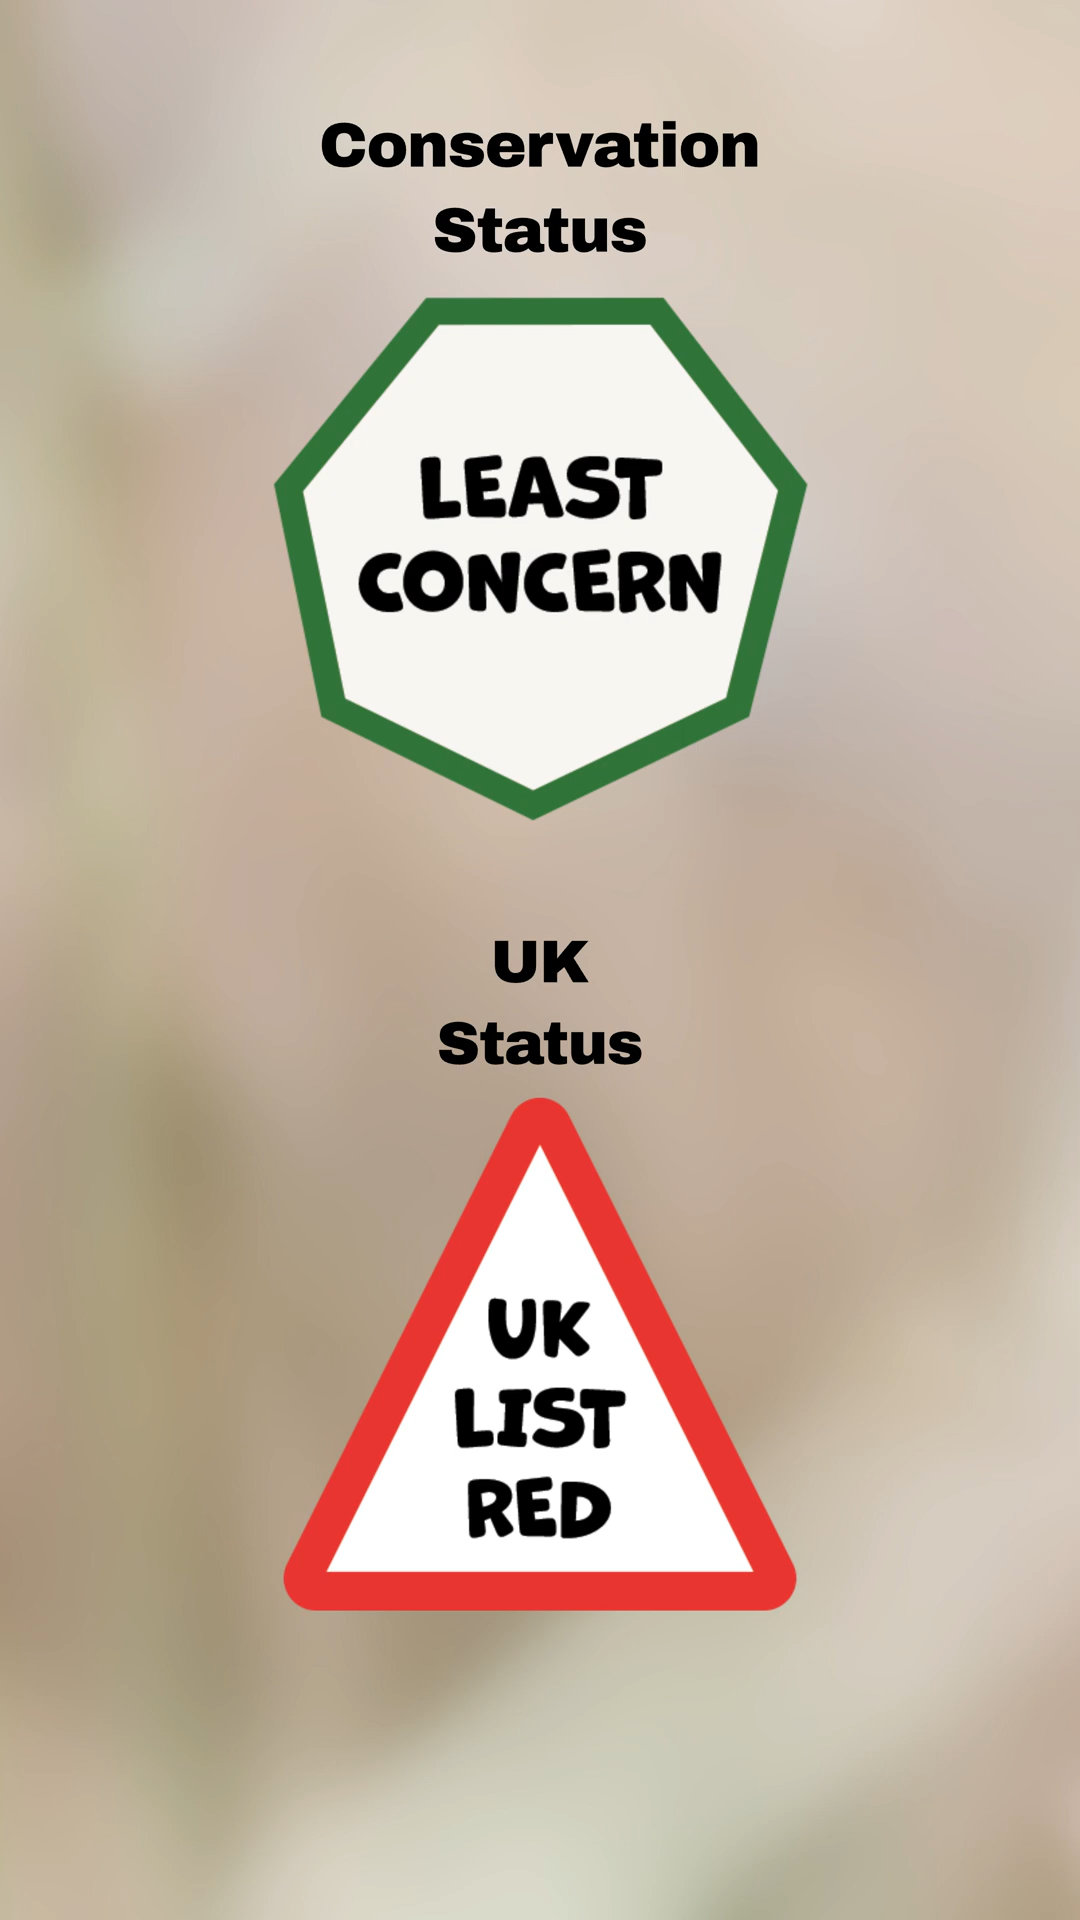 Conservation
Status
LEAST
CONCERN
UK
Status
UK
LIST
RED